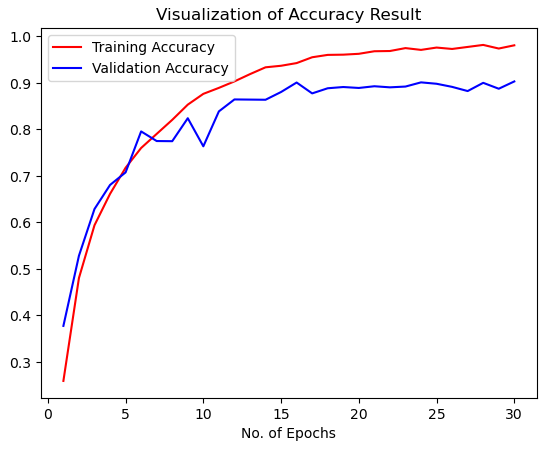 Visualization of Accuracy Result
Training Accuracy
Validation Accuracy
1.0
0.9
0.8
0.7
0.6
0.5
0.4
0.3
0 5 10 15 20 25 30
No. of Epochs